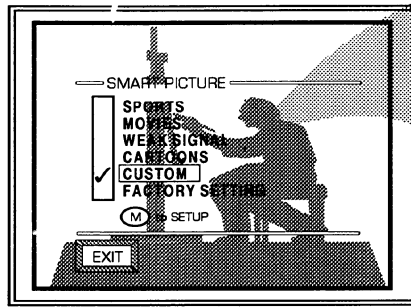 SMART PICTURE
SPORTS
MOVIES
WEAK SIGNAL
CARTOONS
✓ CUSTOM
FACTORY SETTING
M to SETUP
EXIT